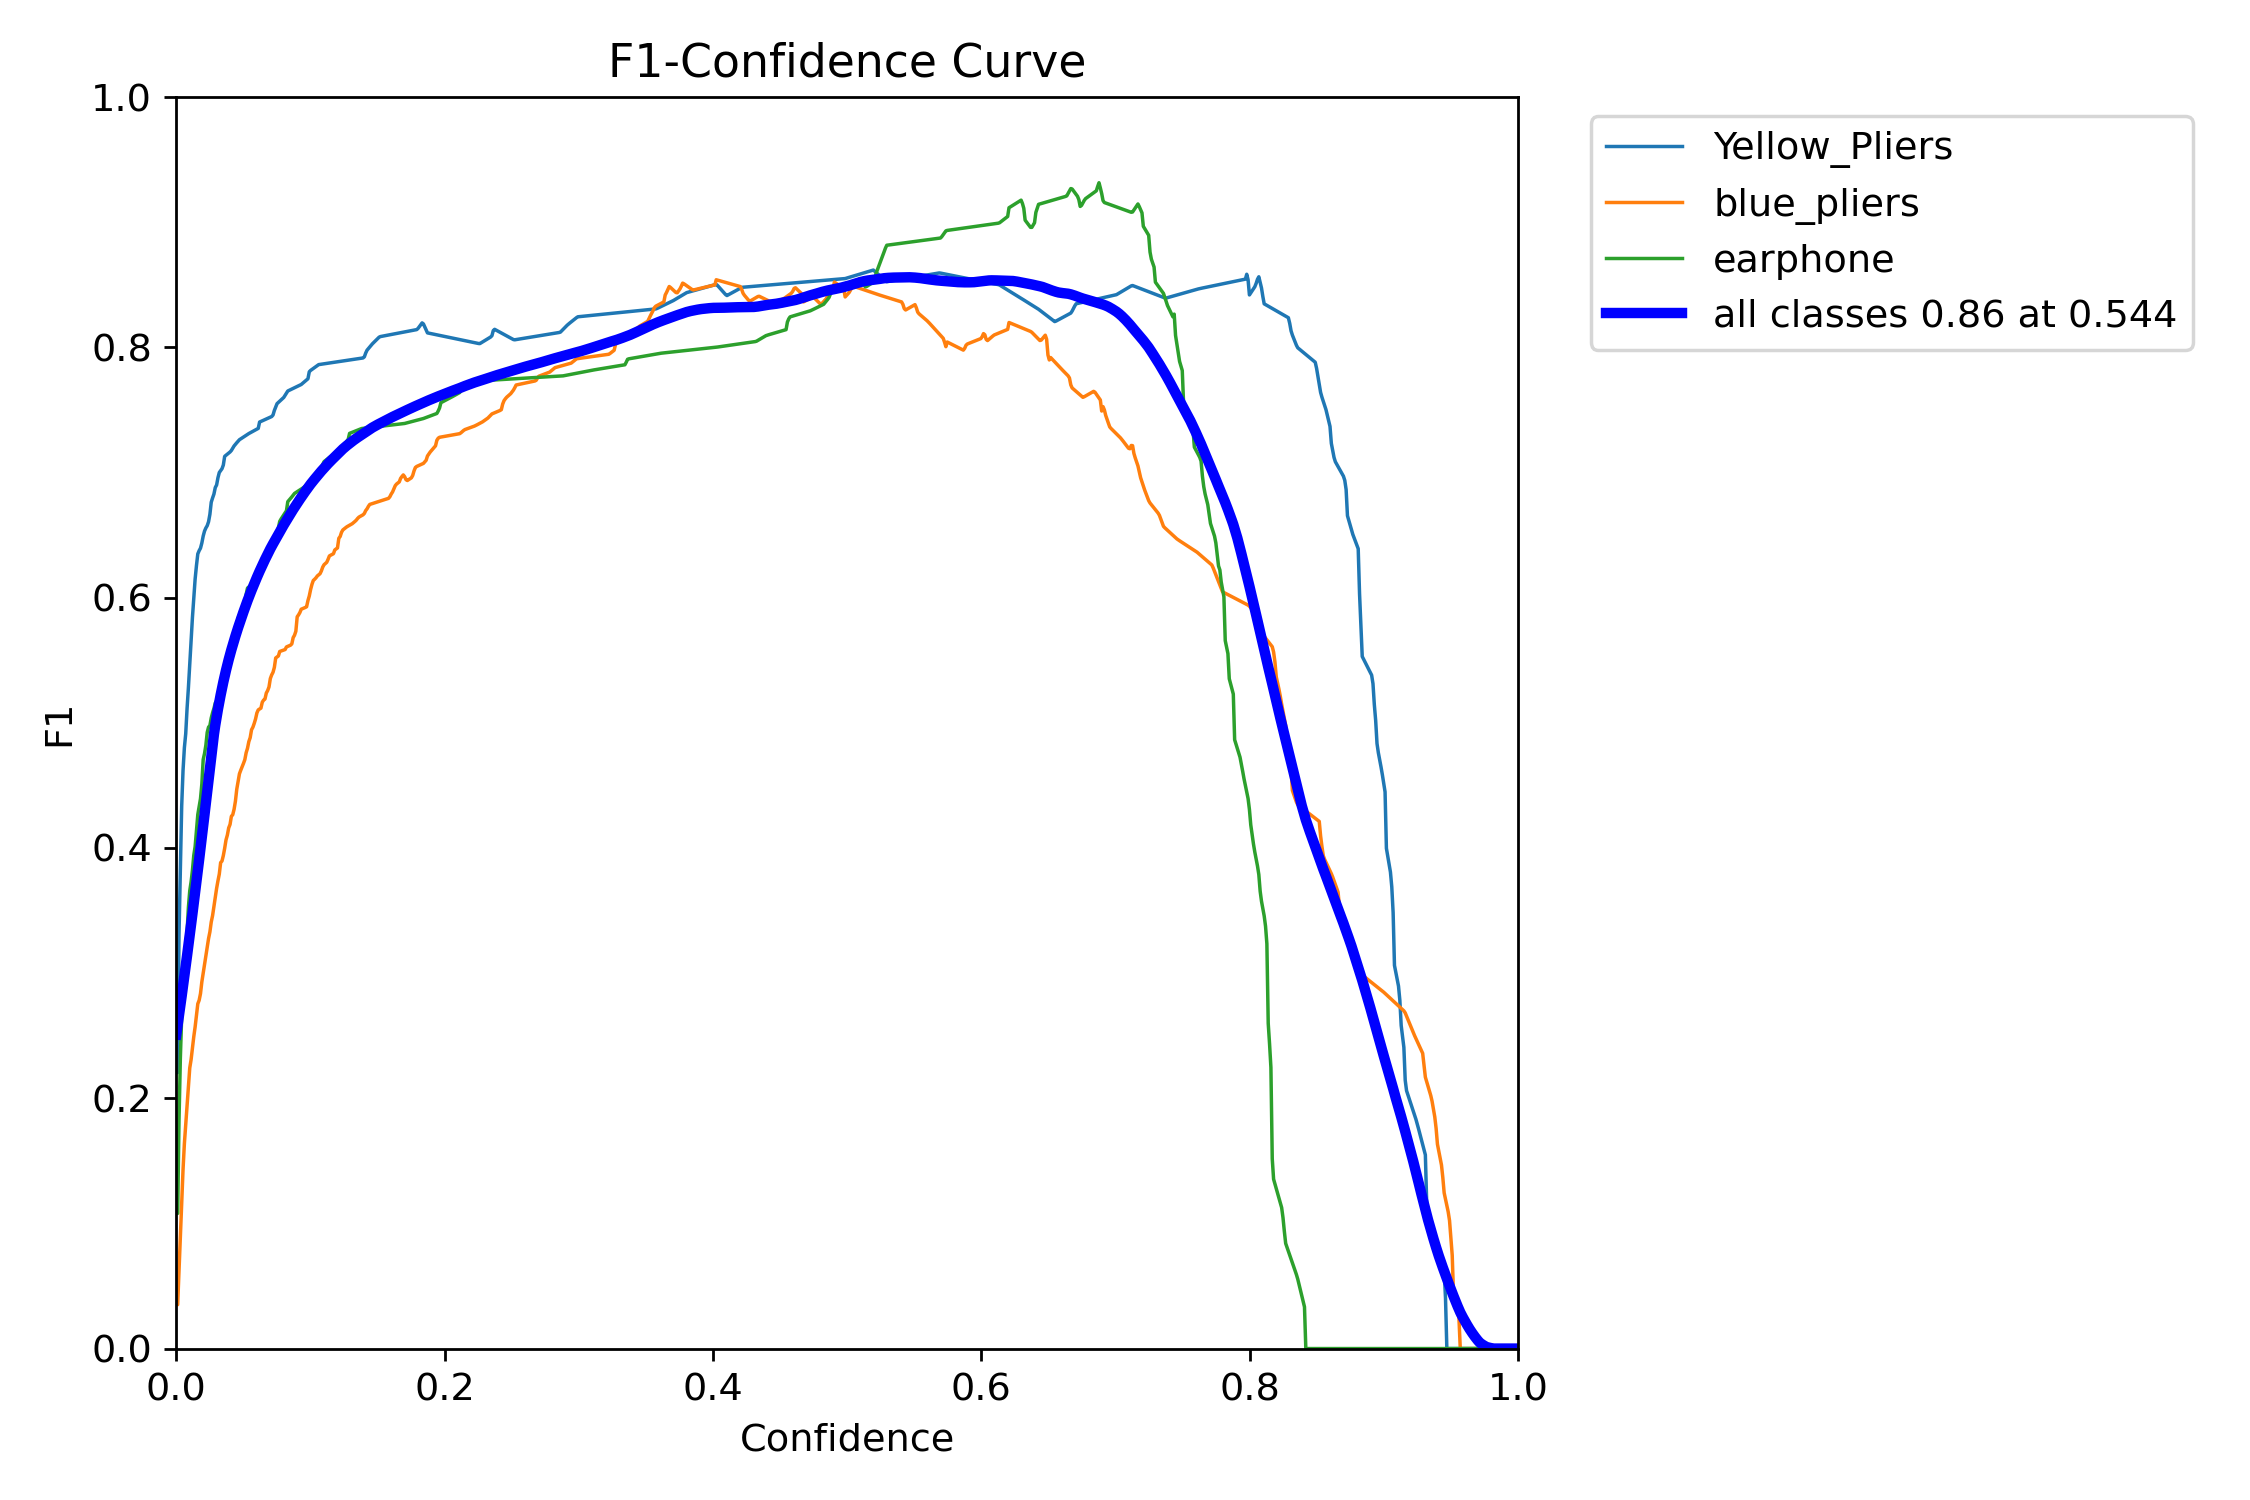 F1-Confidence Curve
1.0
0.8
0.6
0.4
0.2
0.0
F1
0.0 0.2 0.4 0.6 0.8 1.0
Confidence
Yellow_Pliers
blue_pliers
earphone
all classes 0.86 at 0.544